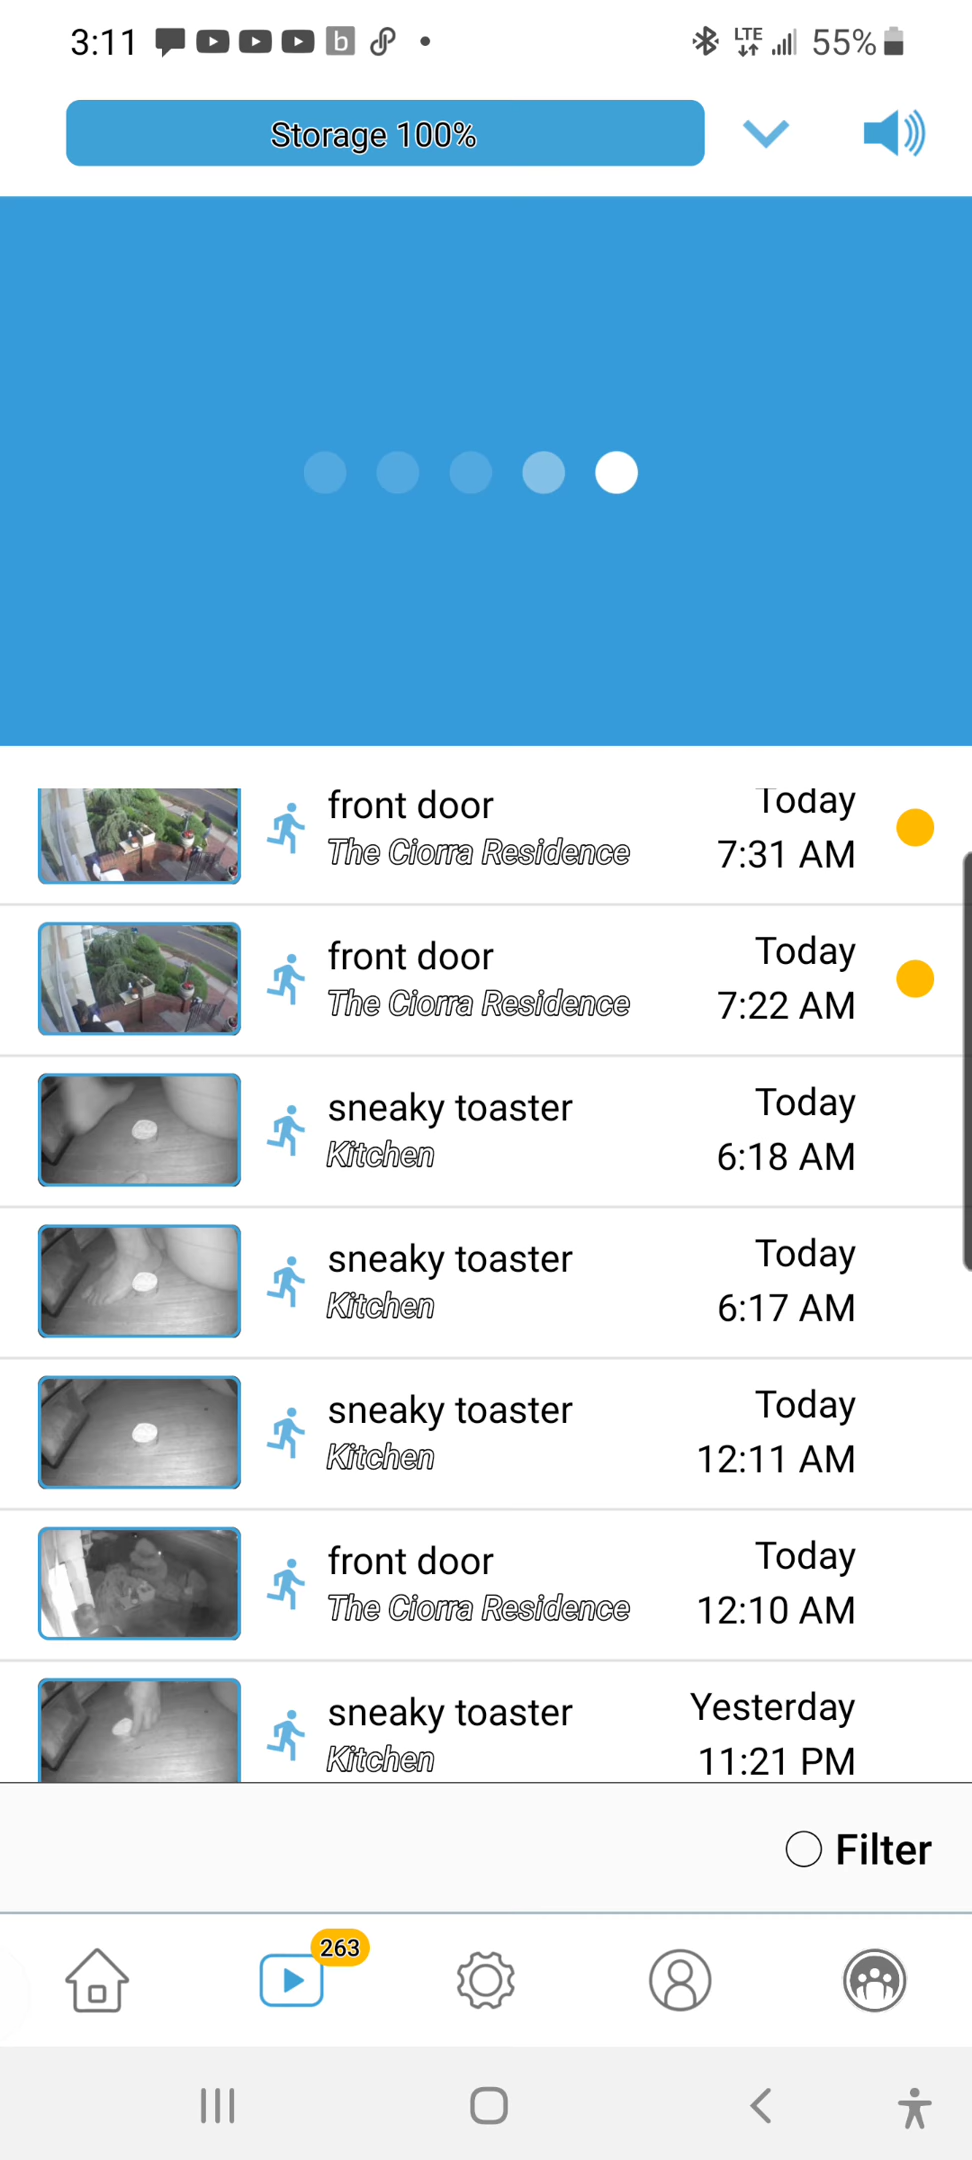 3:11 b LTE 55%
Storage 100%
front door Today
The Ciorra Residence 7:31 AM
front door Today
The Ciorra Residence 7:22 AM
sneaky toaster Today
Kitchen 6:18 AM
sneaky toaster Today
Kitchen 6:17 AM
sneaky toaster Today
Kitchen 12:11 AM
front door Today
The Ciorra Residence 12:10 AM
sneaky toaster Yesterday
Kitchen 11:21 PM
Filter
263